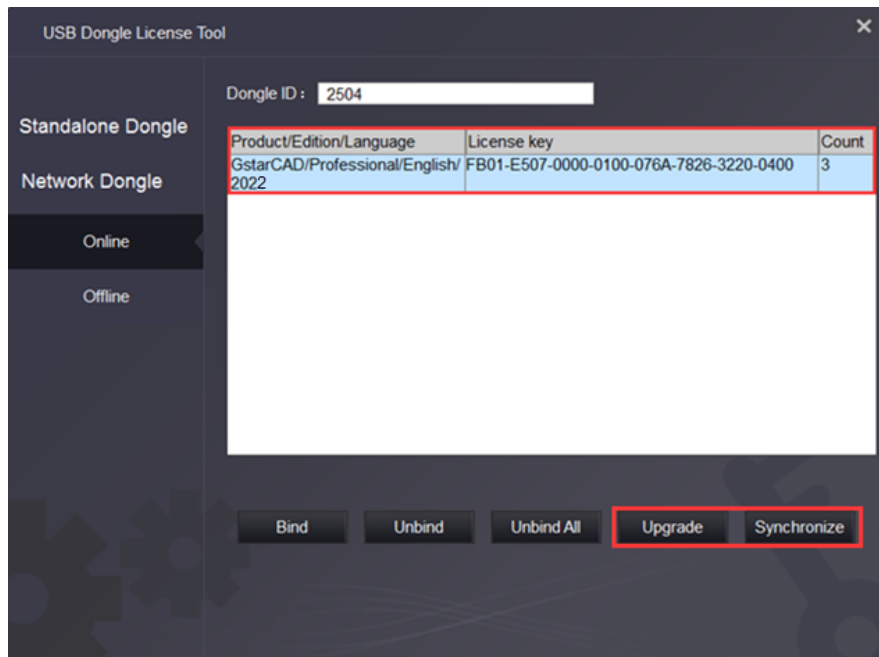 USB Dongle License Tool
Dongle ID : 2504
Standalone Dongle
Network Dongle
Online
Offline
Product/Edition/Language License key Count
GstarCAD/Professional/English/ FB01-E507-0000-0100-076A-7826-3220-0400 3
2022
Bind Unbind Unbind All Upgrade Synchronize